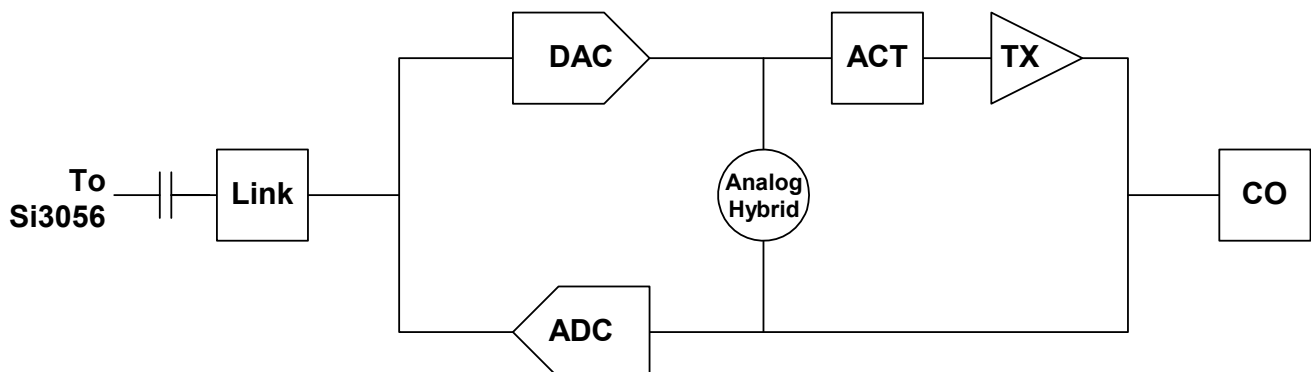 DAC
ACT
TX
To
Si3056
Link
Analog
Hybrid
CO
ADC